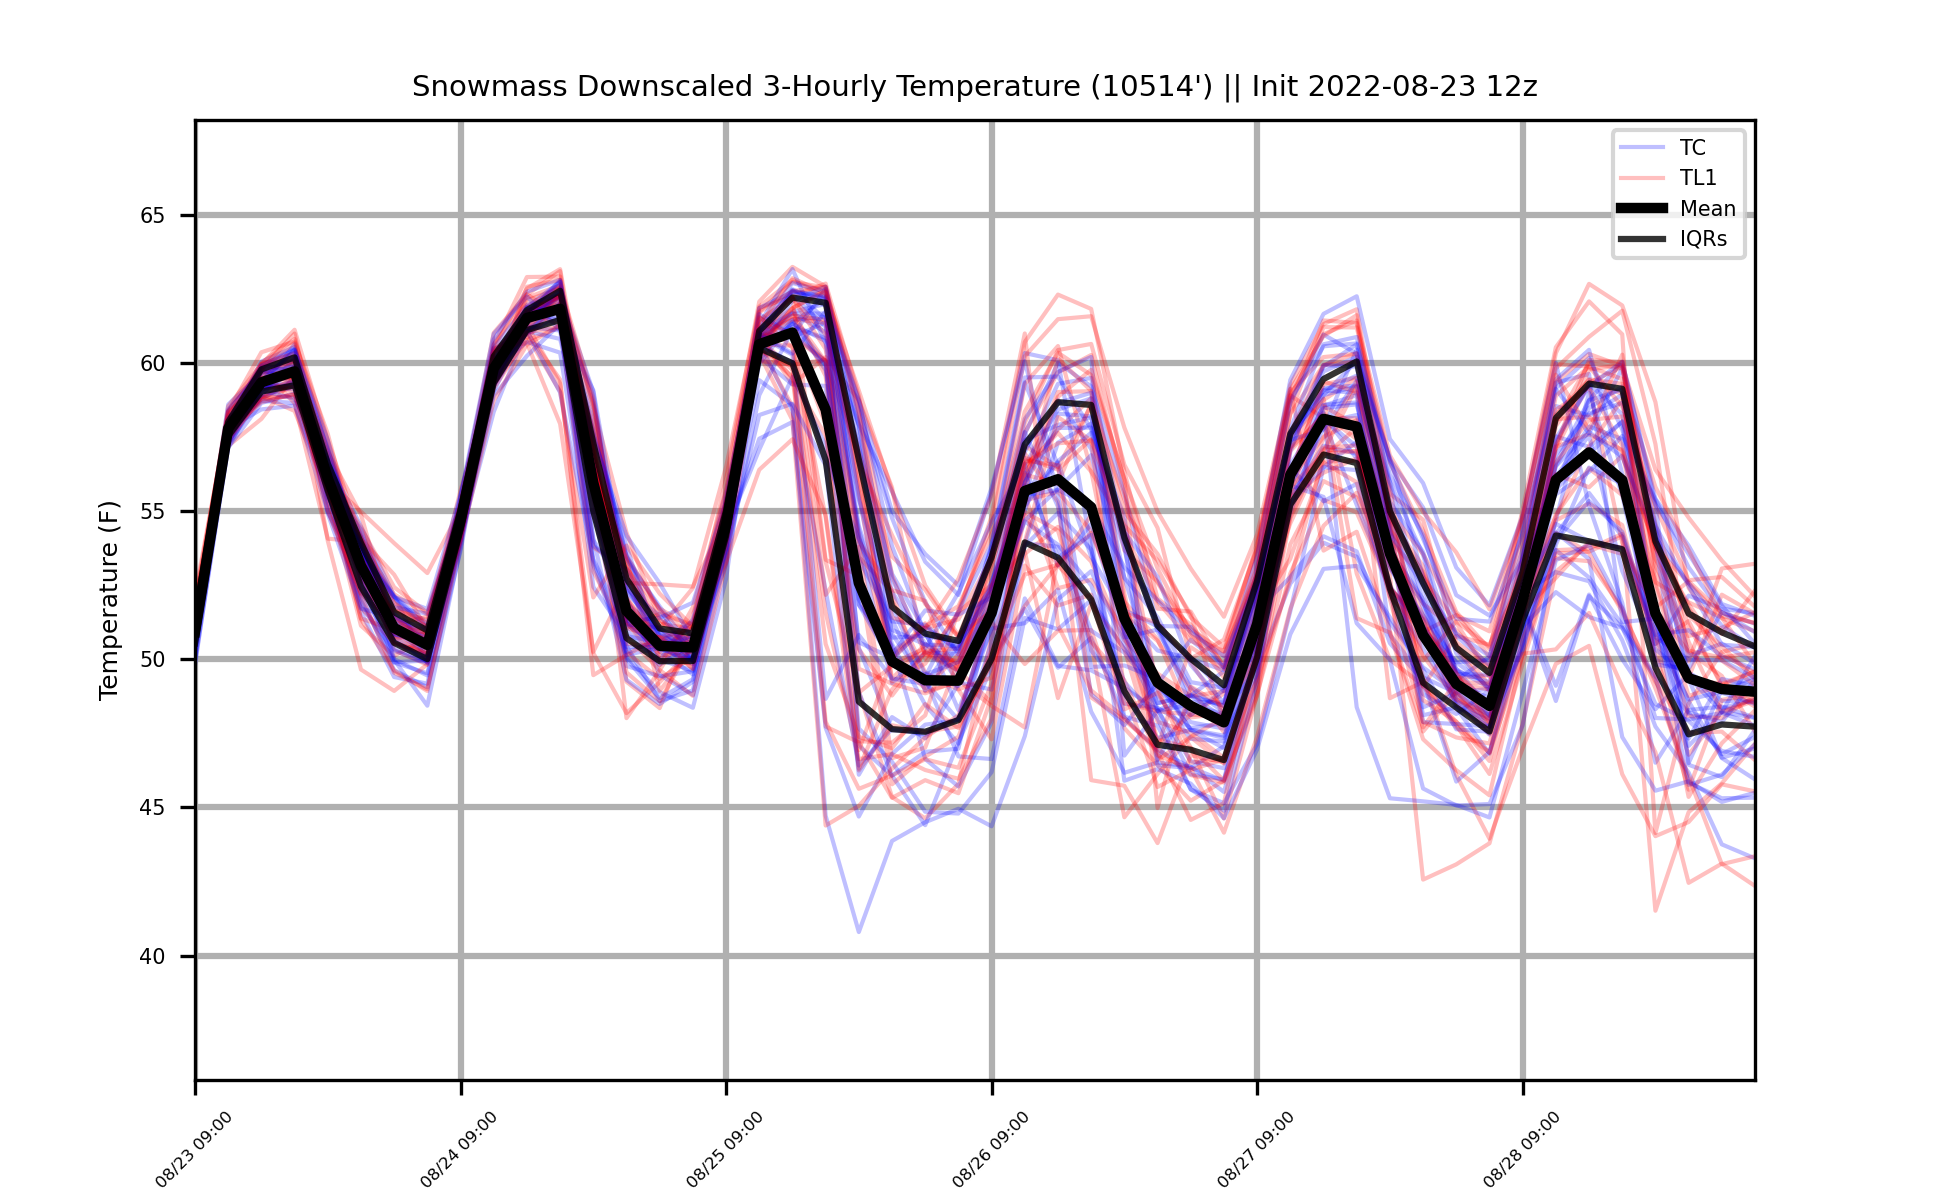 Snowmass Downscaled 3-Hourly Temperature (10514') || Init 2022-08-23 12z
TC
TL1
Mean
IQRs
Temperature (F)
65
60
55
50
45
40
08/23 09:00
08/24 09:00
08/25 09:00
08/26 09:00
08/27 09:00
08/28 09:00